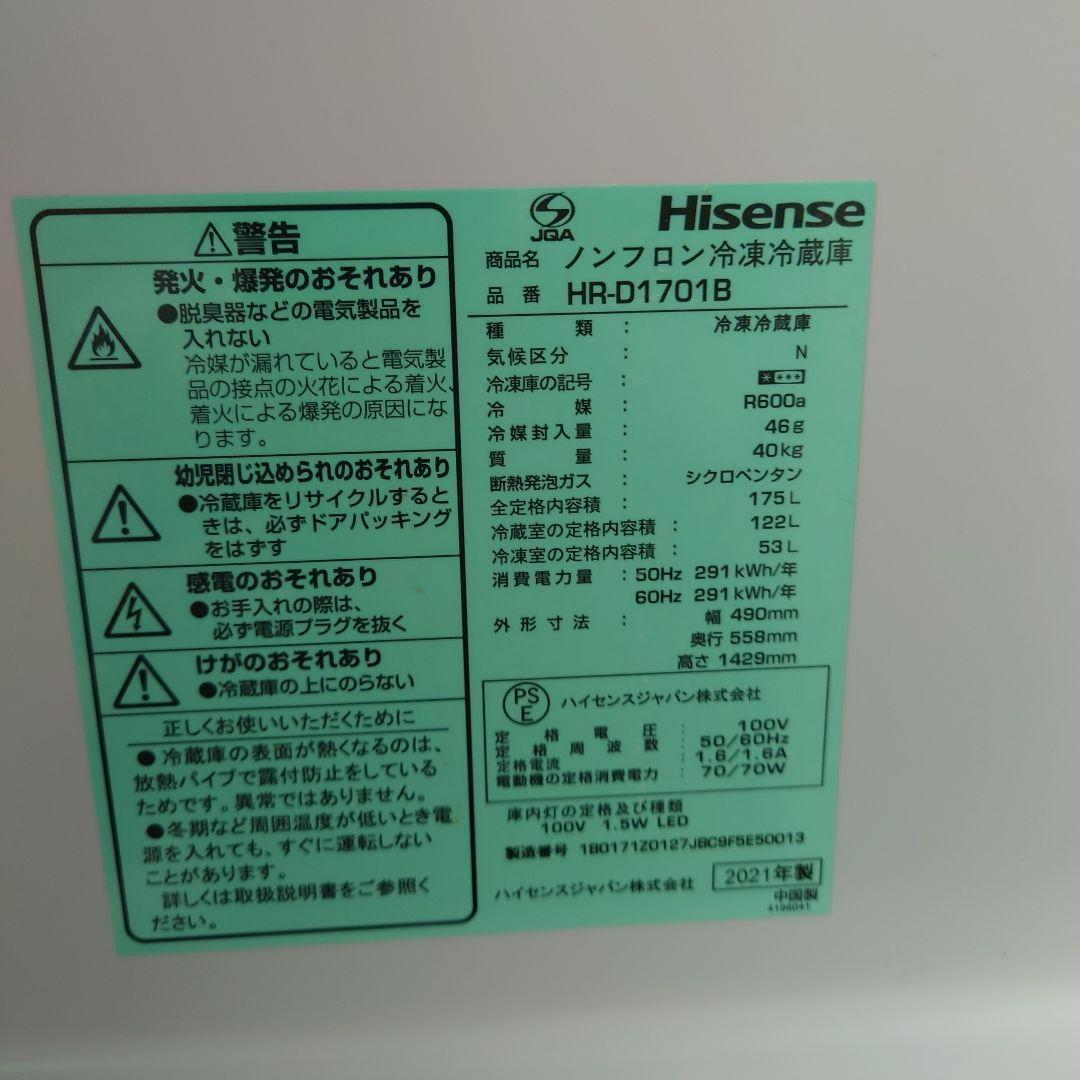 警告
発火・爆発のおそれあり
●脱臭器などの電気製品を
入れない
冷媒が漏れていると電気製
品の接点の火花による着火、
着火による爆発の原因にな
ります。
幼児閉じ込められのおそれあり
●冷蔵庫をリサイクルすると
きは、必ずドアパッキング
をはずす
感電のおそれあり
●お手入れの際は、
必ず電源プラグを抜く
けがのおそれあり
●冷蔵庫の上にのらない
正しくお使いいただくために
●冷蔵庫の表面が熱くなるのは、
放熱パイプで露付防止をしている
ためです。異常ではありません。
●冬期など周囲温度が低いとき電
源を入れても、すぐに運転しない
ことがあります。
詳しくは取扱説明書をご参照く
ださい。
JQA
Hisense
商品名 ノンフロン冷凍冷蔵庫
品番 HR-D1701B
種類 : 冷凍冷蔵庫
気候区分 : N
冷凍庫の記号 : ****
冷媒 : R600a
冷媒封入量 : 46g
質量 : 40kg
断熱発泡ガス : シクロペンタン
全定格内容積 : 175L
冷蔵室の定格内容積 : 122L
冷凍室の定格内容積 : 53L
消費電力量 : 50Hz 291kWh/年
60Hz 291kWh/年
外形寸法 : 幅 490mm
奥行 558mm
高さ 1429mm
PSE ハイセンスジャパン株式会社
定格電圧 : 100V
定格周波数 : 50/60Hz
定格電流 : 1.6/1.6A
電動機の定格消費電力 : 70/70W
庫内灯の定格及び種類
100V 1.5W LED
製造番号 1B0171Z0127JBC9F5E50013
ハイセンスジャパン株式会社 2021年製
中国製
4196041